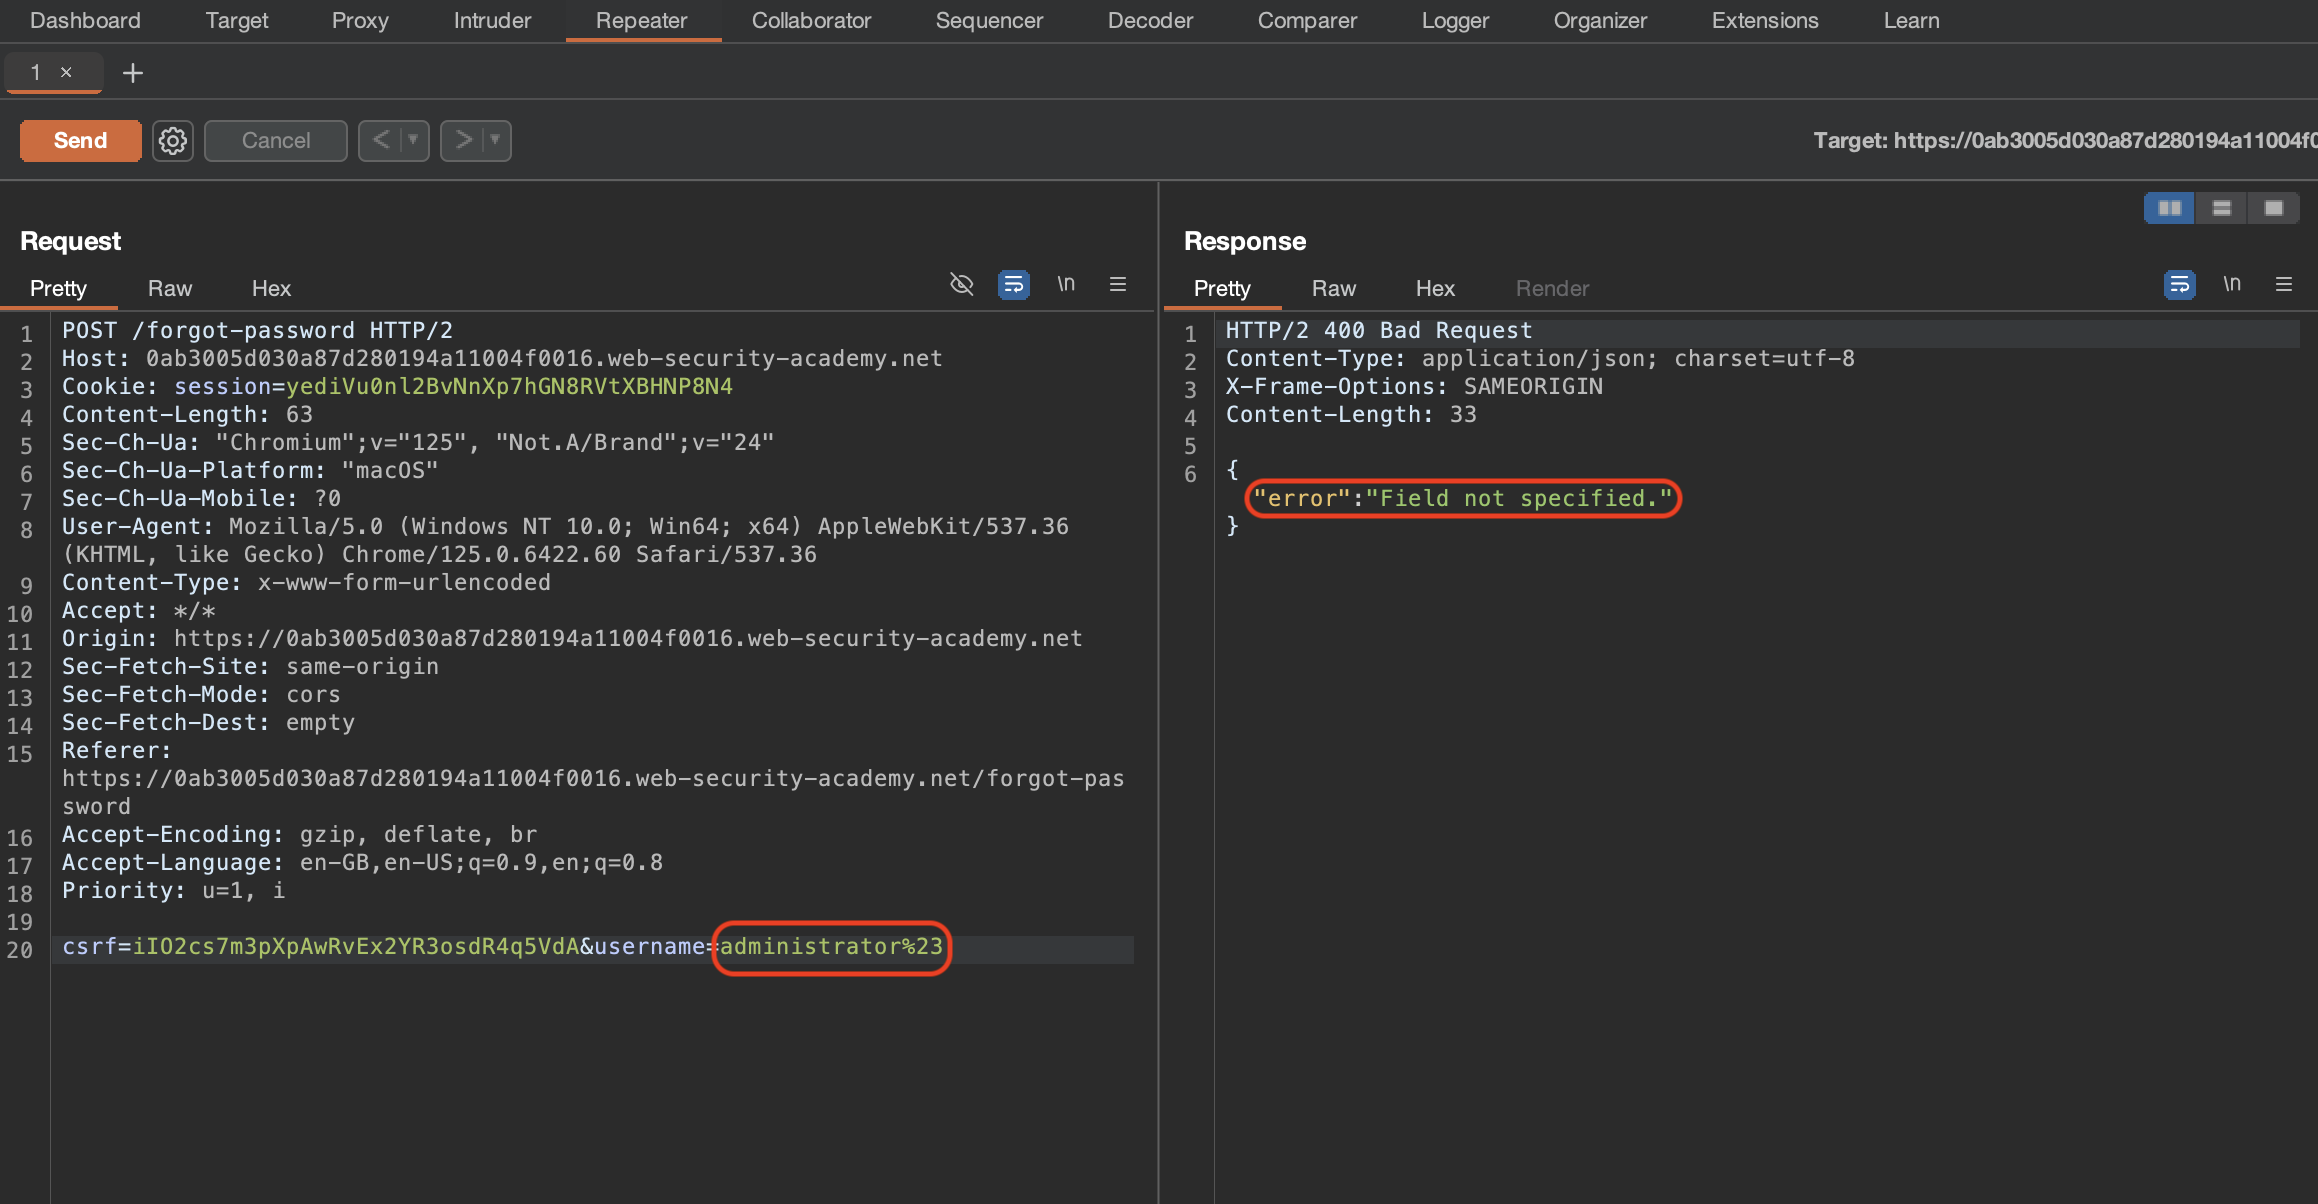 Dashboard Target Proxy Intruder Repeater Collaborator Sequencer Decoder Comparer Logger Organizer Extensions Learn
1 × +
Send Cancel < > Target: https://0ab3005d030a87d280194a11004f0
Request
Pretty Raw Hex \n
1 POST /forgot-password HTTP/2
2 Host: 0ab3005d030a87d280194a11004f0016.web-security-academy.net
3 Cookie: session=yediVu0nl2BvNnXp7hGN8RVtXBHNP8N4
4 Content-Length: 63
5 Sec-Ch-Ua: "Chromium";v="125", "Not.A/Brand";v="24"
6 Sec-Ch-Ua-Platform: "macOS"
7 Sec-Ch-Ua-Mobile: ?0
8 User-Agent: Mozilla/5.0 (Windows NT 10.0; Win64; x64) AppleWebKit/537.36
(KHTML, like Gecko) Chrome/125.0.6422.60 Safari/537.36
9 Content-Type: x-www-form-urlencoded
10 Accept: */*
11 Origin: https://0ab3005d030a87d280194a11004f0016.web-security-academy.net
12 Sec-Fetch-Site: same-origin
13 Sec-Fetch-Mode: cors
14 Sec-Fetch-Dest: empty
15 Referer:
https://0ab3005d030a87d280194a11004f0016.web-security-academy.net/forgot-pas
sword
16 Accept-Encoding: gzip, deflate, br
17 Accept-Language: en-GB,en-US;q=0.9,en;q=0.8
18 Priority: u=1, i
19
20 csrf=iIO2cs7m3pXpAwRvEx2YR3osdR4q5VdA&username=administrator%23
Response
Pretty Raw Hex Render \n
1 HTTP/2 400 Bad Request
2 Content-Type: application/json; charset=utf-8
3 X-Frame-Options: SAMEORIGIN
4 Content-Length: 33
5
6 {
"error":"Field not specified."
}